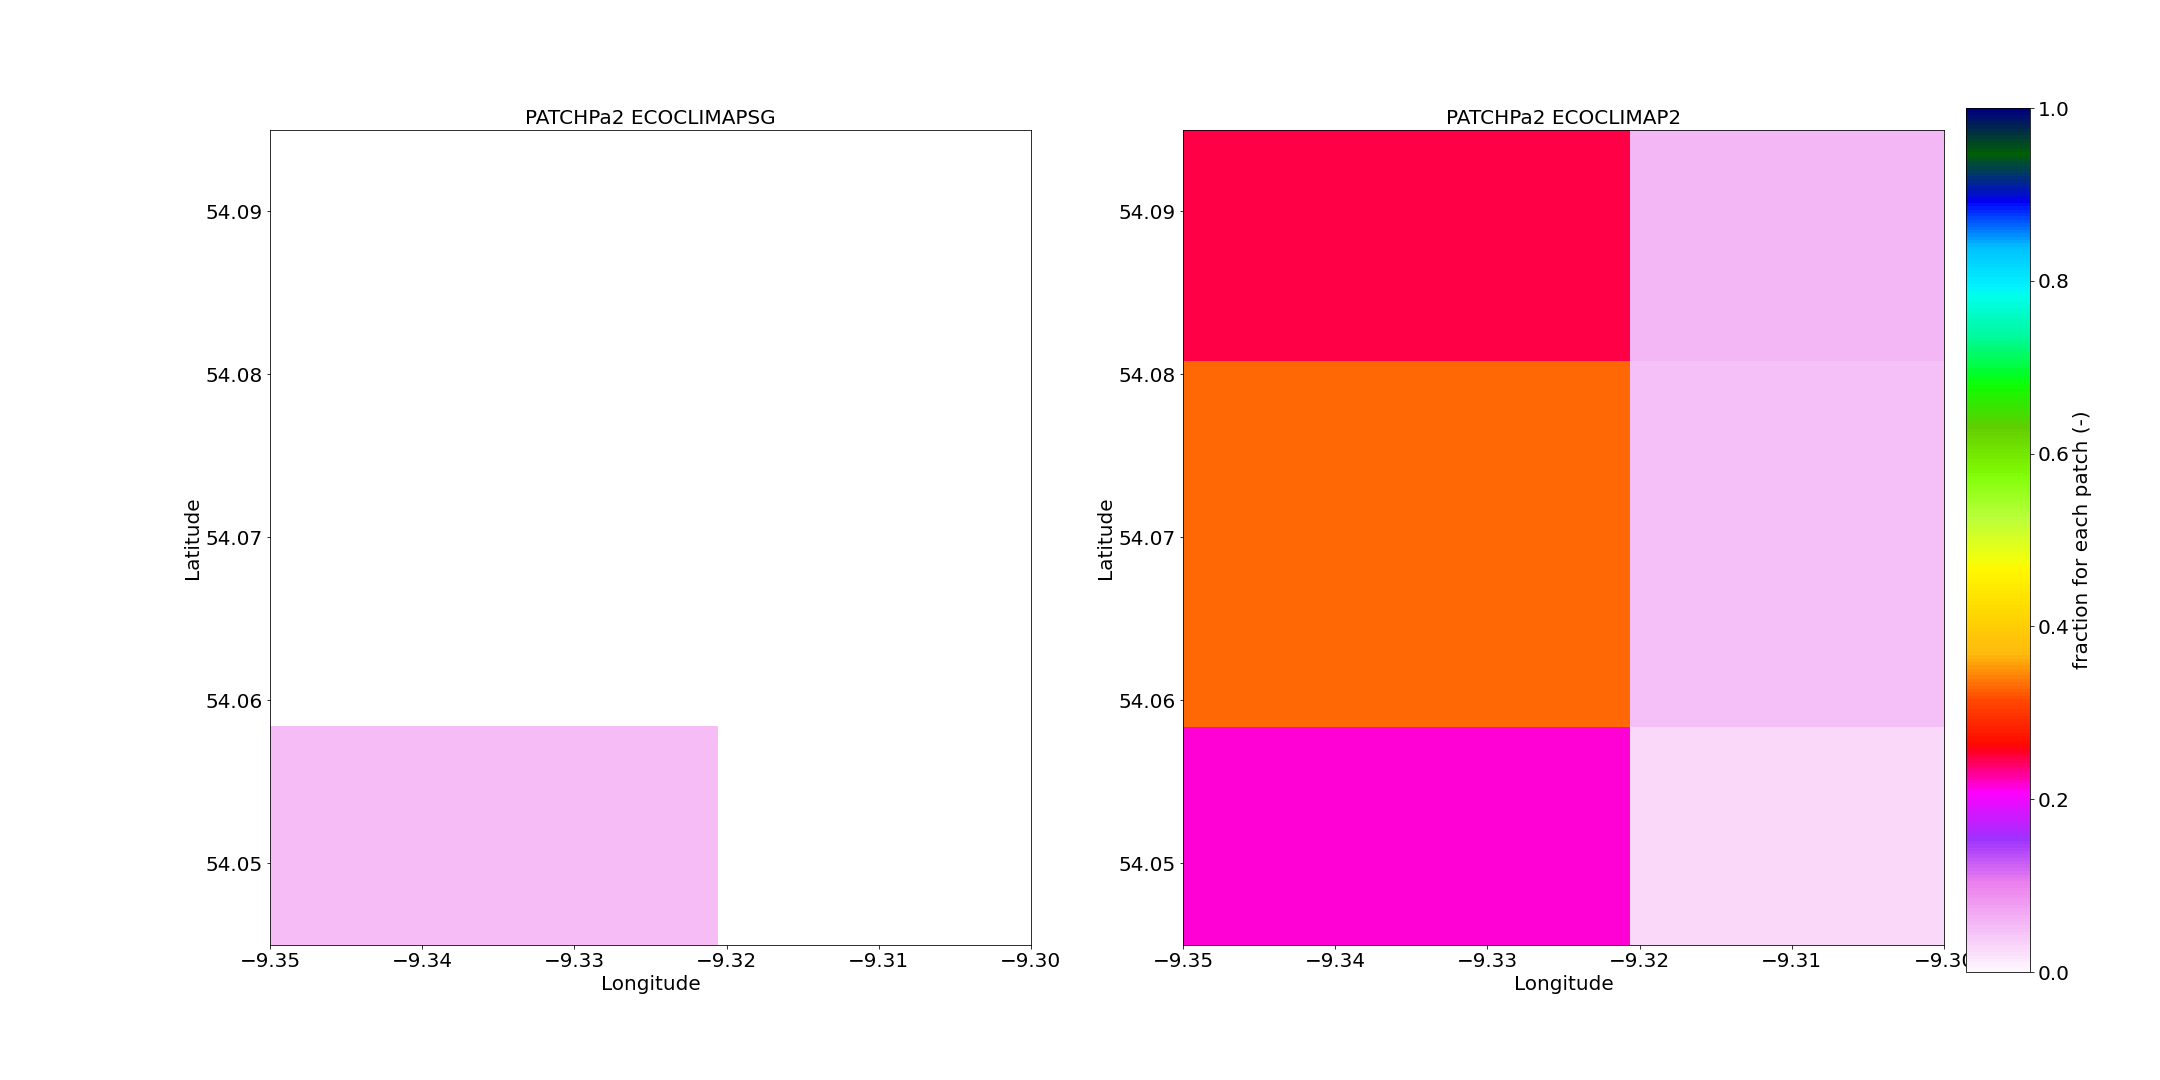 PATCHPa2 ECOCLIMAPSG
54.09
54.08
54.07
54.06
54.05
Latitude
−9.35 −9.34 −9.33 −9.32 −9.31 −9.30
Longitude
PATCHPa2 ECOCLIMAP2
54.09
54.08
54.07
54.06
54.05
Latitude
−9.35 −9.34 −9.33 −9.32 −9.31 −9.30
Longitude
1.0
0.8
0.6
0.4
0.2
0.0
fraction for each patch (-)